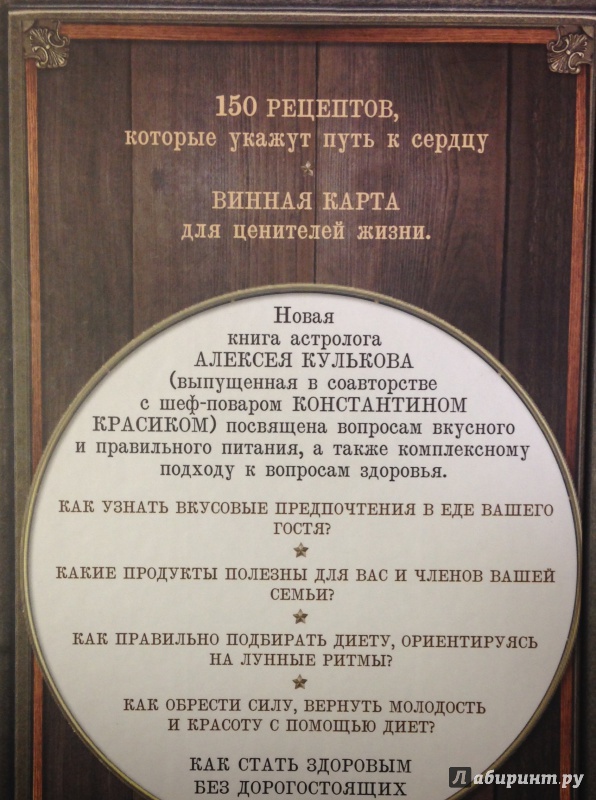 150 РЕЦЕПТОВ,
которые укажут путь к сердцу
ВИННАЯ КАРТА
для ценителей жизни.
Новая
книга астролога
АЛЕКСЕЯ КУЛЬКОВА
(выпущенная в соавторстве
с шеф-поваром КОНСТАНТИНОМ
КРАСИКОМ) посвящена вопросам вкусного
и правильного питания, а также комплексному
подходу к вопросам здоровья.
КАК УЗНАТЬ ВКУСОВЫЕ ПРЕДПОЧТЕНИЯ В ЕДЕ ВАШЕГО
ГОСТЯ?
КАКИЕ ПРОДУКТЫ ПОЛЕЗНЫ ДЛЯ ВАС И ЧЛЕНОВ ВАШЕЙ
СЕМЬИ?
КАК ПРАВИЛЬНО ПОДБИРАТЬ ДИЕТУ, ОРИЕНТИРУЯСЬ
НА ЛУННЫЕ РИТМЫ?
КАК ОБРЕСТИ СИЛУ, ВЕРНУТЬ МОЛОДОСТЬ
И КРАСОТУ С ПОМОЩЬЮ ДИЕТ?
КАК СТАТЬ ЗДОРОВЫМ
БЕЗ ДОРОГОСТОЯЩИХ
Лабиринт.ру